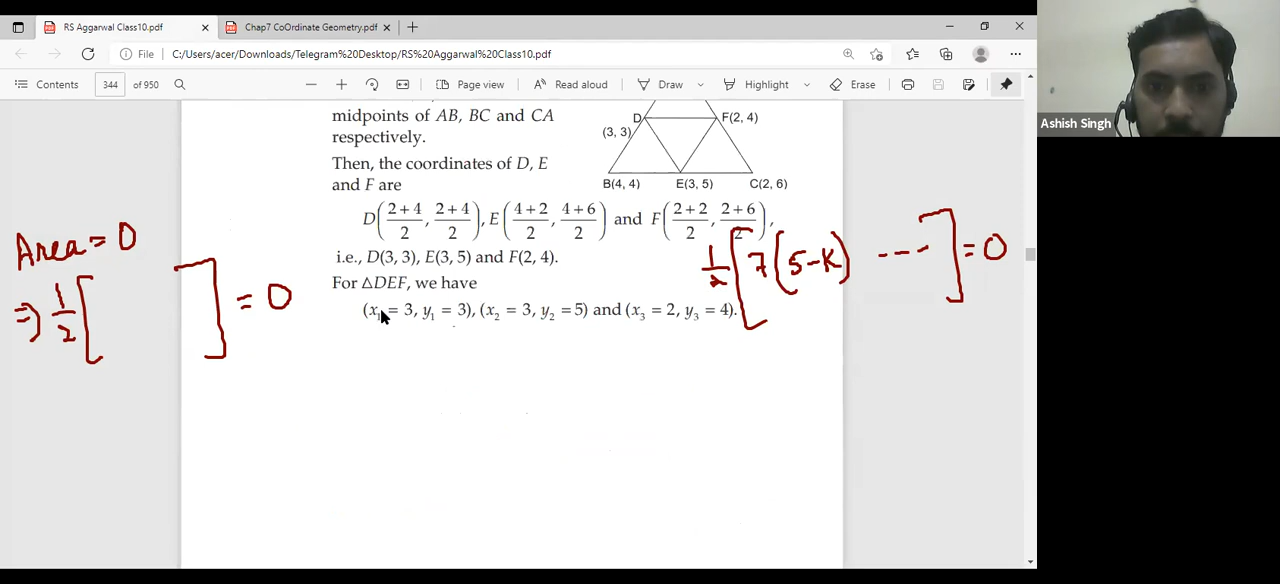 RS Aggarwal Class10.pdf
Chap7 CoOrdinate Geometry.pdf
File
C:/Users/acer/Downloads/Telegram%20Desktop/RS%20Aggarwal%20Class10.pdf
Contents
344 of 950
Page view
Read aloud
Draw
Highlight
Erase
Ashish Singh
midpoints of AB, BC and CA
respectively.
Then, the coordinates of D, E
and F are
D
F(2, 4)
(3, 3)
B(4, 4) E(3, 5) C(2, 6)
D((2 + 4)/2, (2 + 4)/2), E((4 + 2)/2, (4 + 6)/2) and F((2 + 2)/2, (2 + 6)/2),
i.e., D(3, 3), E(3, 5) and F(2, 4).
For △DEF, we have
(x₁ = 3, y₁ = 3), (x₂ = 3, y₂ = 5) and (x₃ = 2, y₃ = 4).
Area = 0
⇒ 1/2 [ ] = 0
1/2 [ 7(5-K) ---- ] = 0